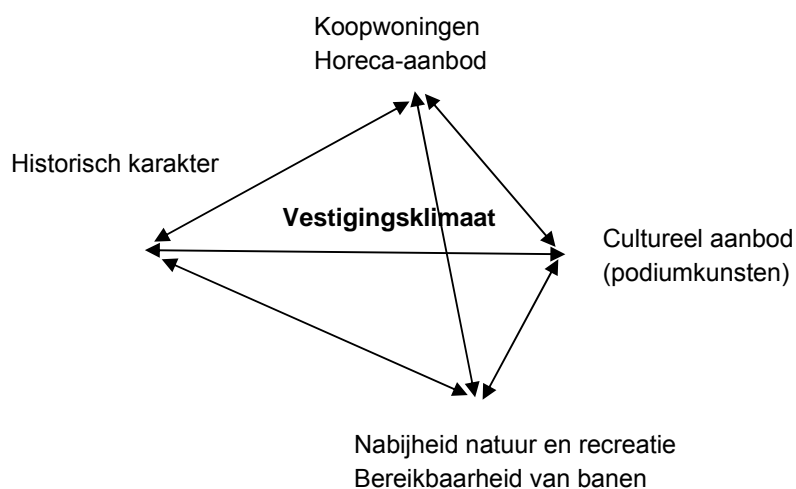 Koopwoningen
Horeca-aanbod
Historisch karakter
Vestigingsklimaat
Cultureel aanbod
(podiumkunsten)
Nabijheid natuur en recreatie
Bereikbaarheid van banen